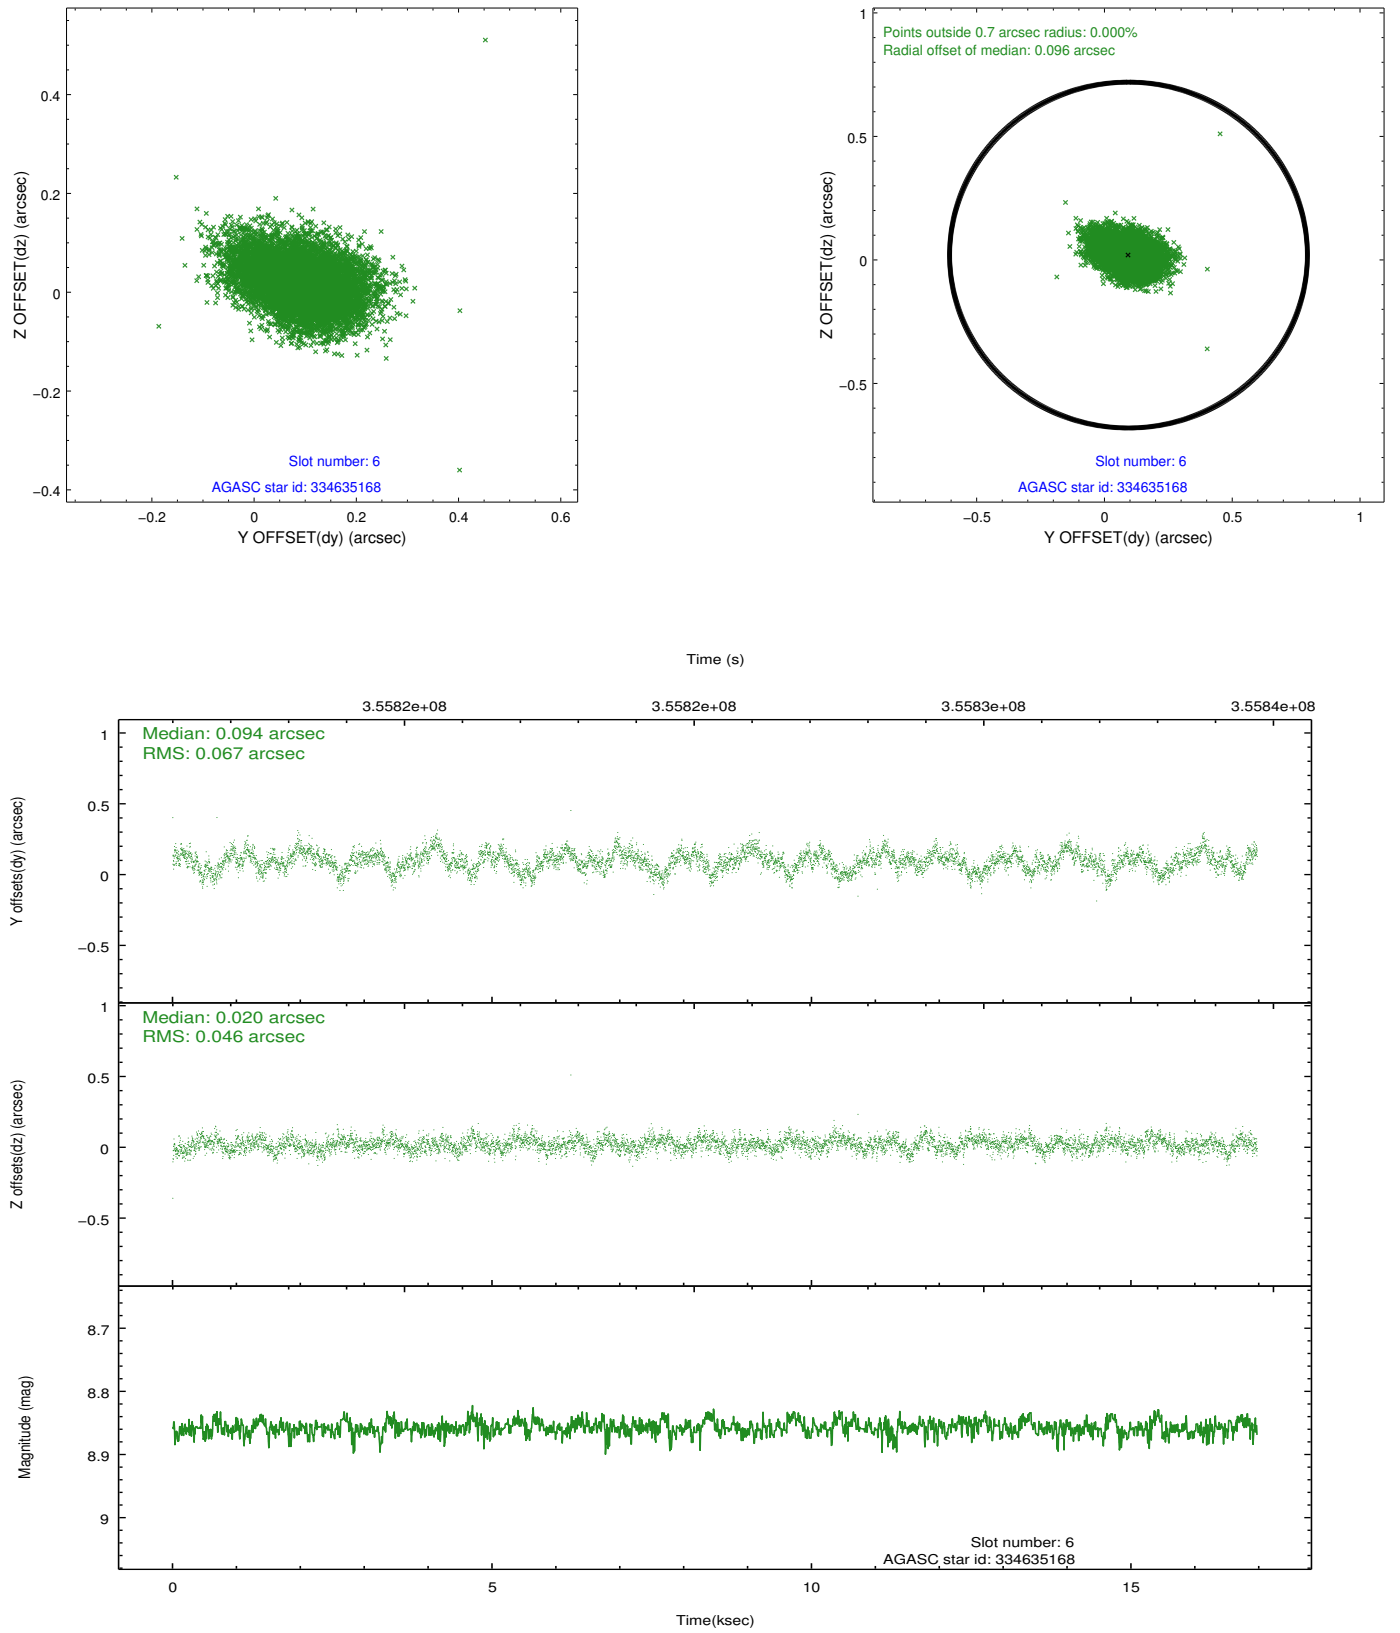 0.4
0.2
0
−0.2
−0.4
−0.2
0
0.2
0.4
0.6
Z OFFSET(dz) (arcsec)
Y OFFSET(dy) (arcsec)
Slot number: 6
AGASC star id: 334635168
Points outside 0.7 arcsec radius: 0.000%
Radial offset of median: 0.096 arcsec
1
0.5
0
−0.5
−0.5
0
0.5
1
Z OFFSET(dz) (arcsec)
Y OFFSET(dy) (arcsec)
Slot number: 6
AGASC star id: 334635168
Time (s)
3.5582e+08
3.5582e+08
3.5583e+08
3.5584e+08
Median: 0.094 arcsec
RMS: 0.067 arcsec
1
0.5
0
−0.5
Y offsets(dy) (arcsec)
Median: 0.020 arcsec
RMS: 0.046 arcsec
1
0.5
0
−0.5
Z offsets(dz) (arcsec)
8.7
8.8
8.9
9
Magnitude (mag)
Slot number: 6
AGASC star id: 334635168
0
5
10
15
Time(ksec)